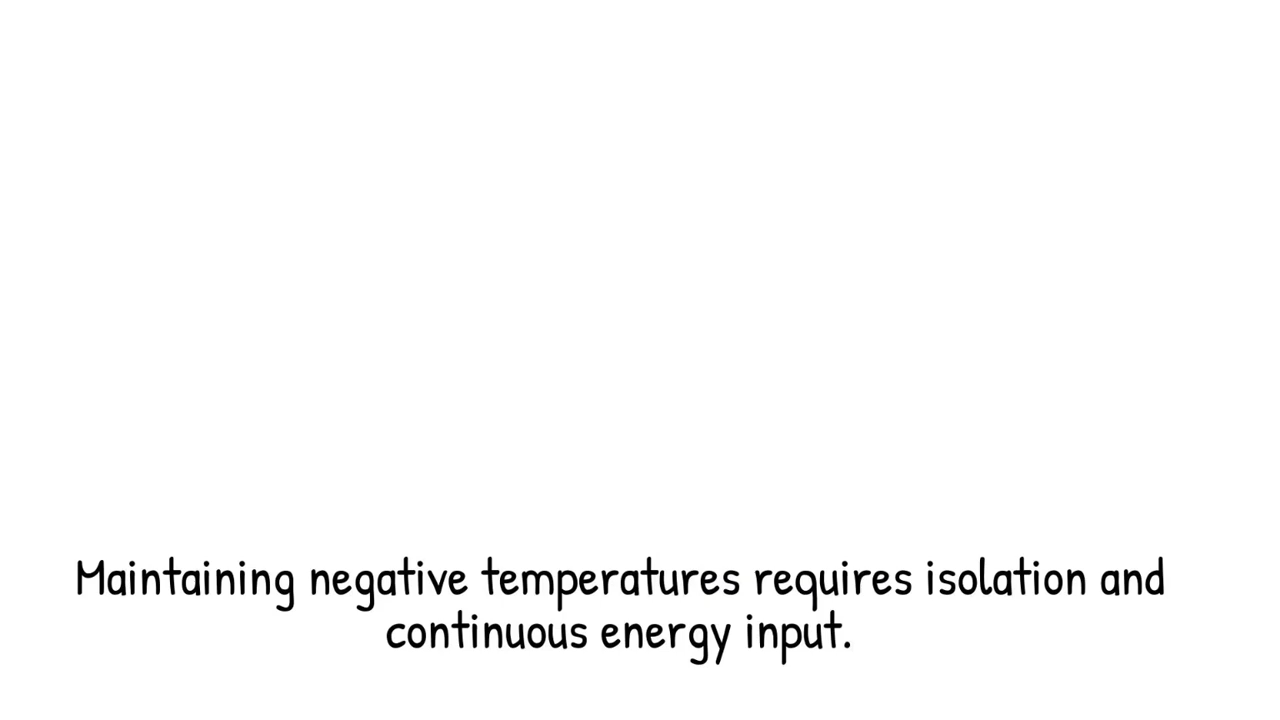 Maintaining negative temperatures requires isolation and
continuous energy input.